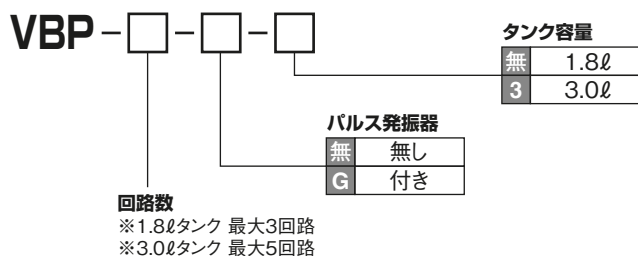 VBP-□-□-□
タンク容量
無 1.8ℓ
3 3.0ℓ
パルス発振器
無 無し
G 付き
回路数
※1.8ℓタンク 最大3回路
※3.0ℓタンク 最大5回路